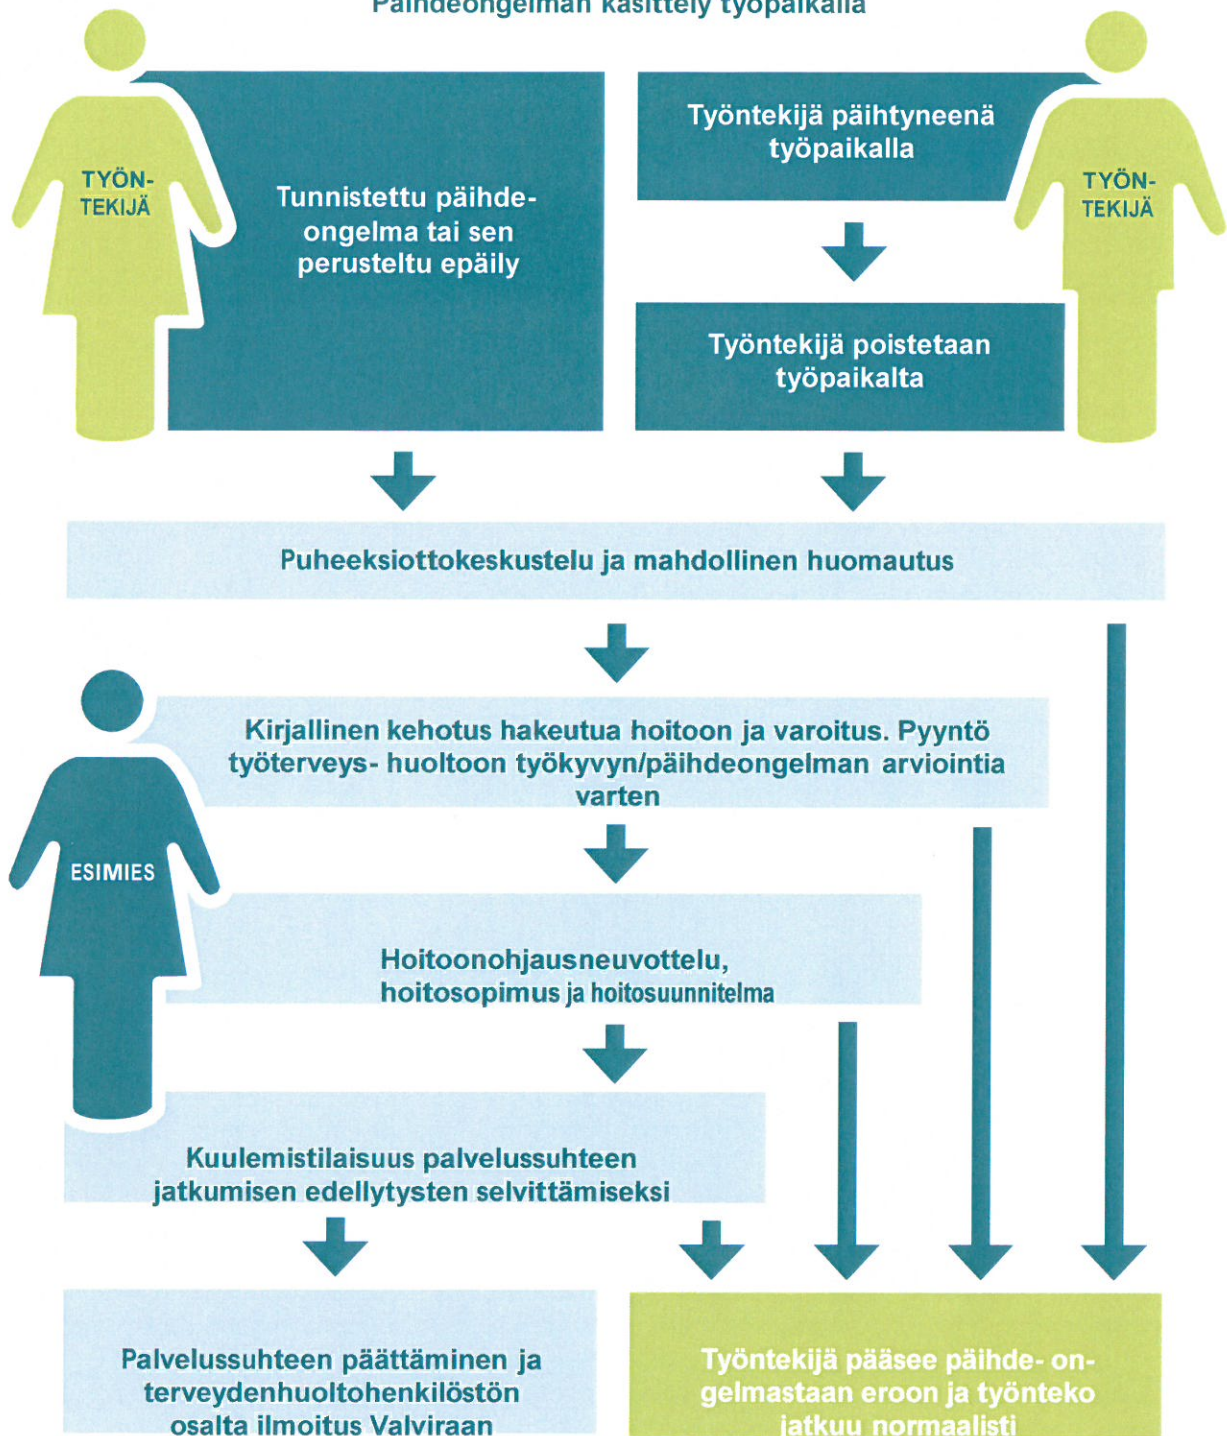 Päihdeongelman käsittely työpaikalla
TYÖN-
TEKIJÄ
Tunnistettu päihde-
ongelma tai sen
perusteltu epäily
Työntekijä päihtyneenä
työpaikalla
TYÖN-
TEKIJÄ
Työntekijä poistetaan
työpaikalta
Puheeksiottokeskustelu ja mahdollinen huomautus
Kirjallinen kehotus hakeutua hoitoon ja varoitus. Pyyntö
työterveys- huoltoon työkyvyn/päihdeongelman arviointia
varten
ESIMIES
Hoitoonohjausneuvottelu,
hoitosopimus ja hoitosuunnitelma
Kuulemistilaisuus palvelussuhteen
jatkumisen edellytysten selvittämiseksi
Palvelussuhteen päättäminen ja
terveydenhuoltohenkilöstön
osalta ilmoitus Valviraan
Työntekijä pääsee päihde- on-
gelmastaan eroon ja työnteko
jatkuu normaalisti